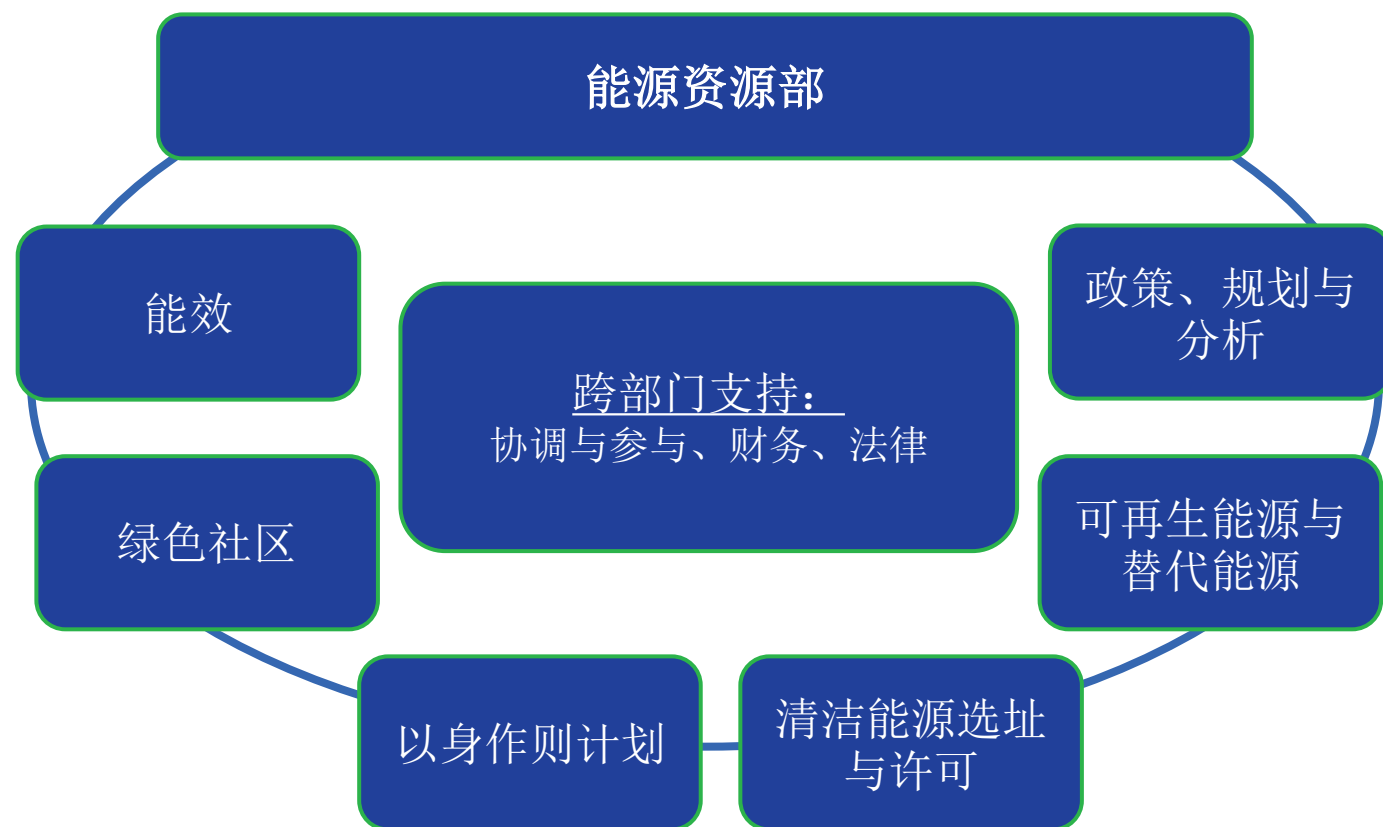 能源资源部
能效
政策、规划与
分析
跨部门支持：
协调与参与、财务、法律
绿色社区
可再生能源与
替代能源
以身作则计划
清洁能源选址
与许可